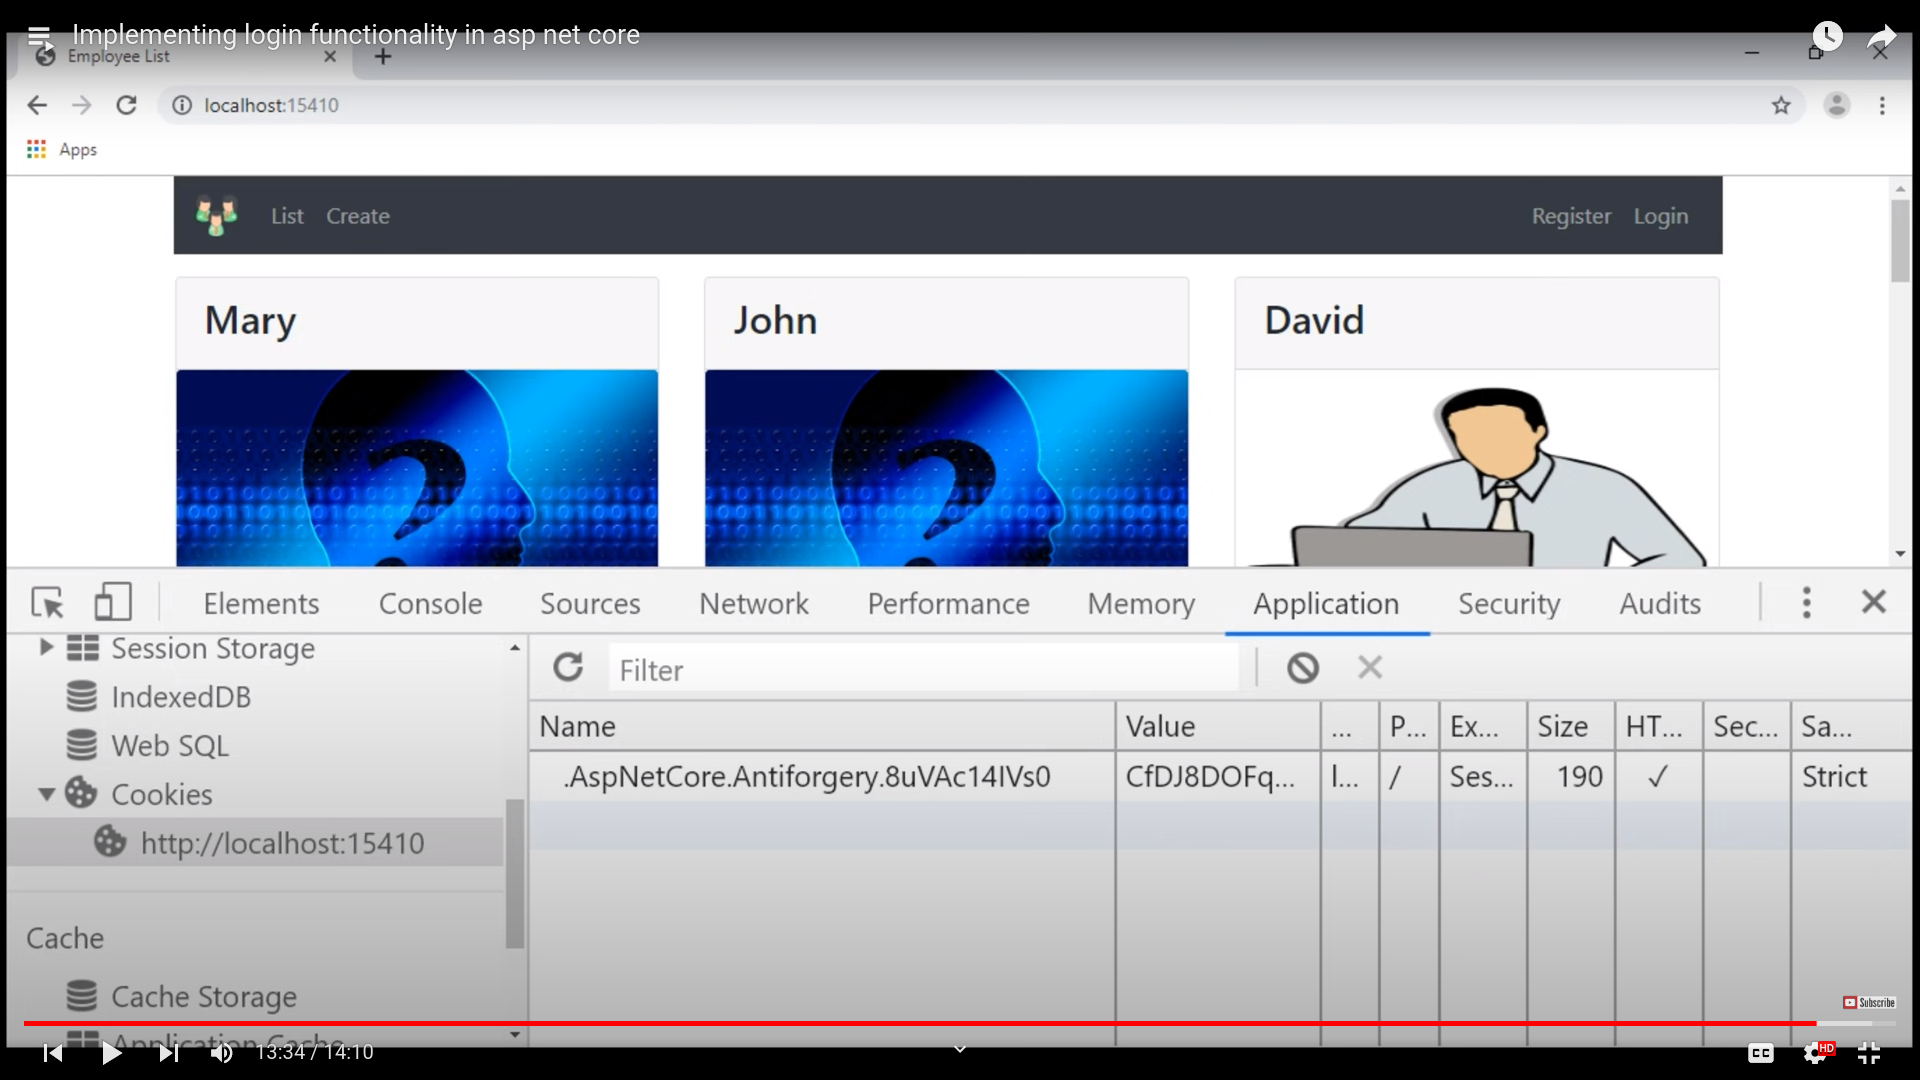 Implementing login functionality in asp net core
Employee List
localhost:15410
Apps
List Create Register Login
Mary John David
Elements Console Sources Network Performance Memory Application Security Audits
Session Storage
IndexedDB
Web SQL
Cookies
http://localhost:15410
Cache
Cache Storage
Application Cache
Filter
Name Value ... P... Ex... Size HT... Sec... Sa...
.AspNetCore.Antiforgery.8uVAc14IVs0 CfDJ8DOFq... l... / Ses... 190 ✓ Strict
Subscribe
13:34 / 14:10
CC HD